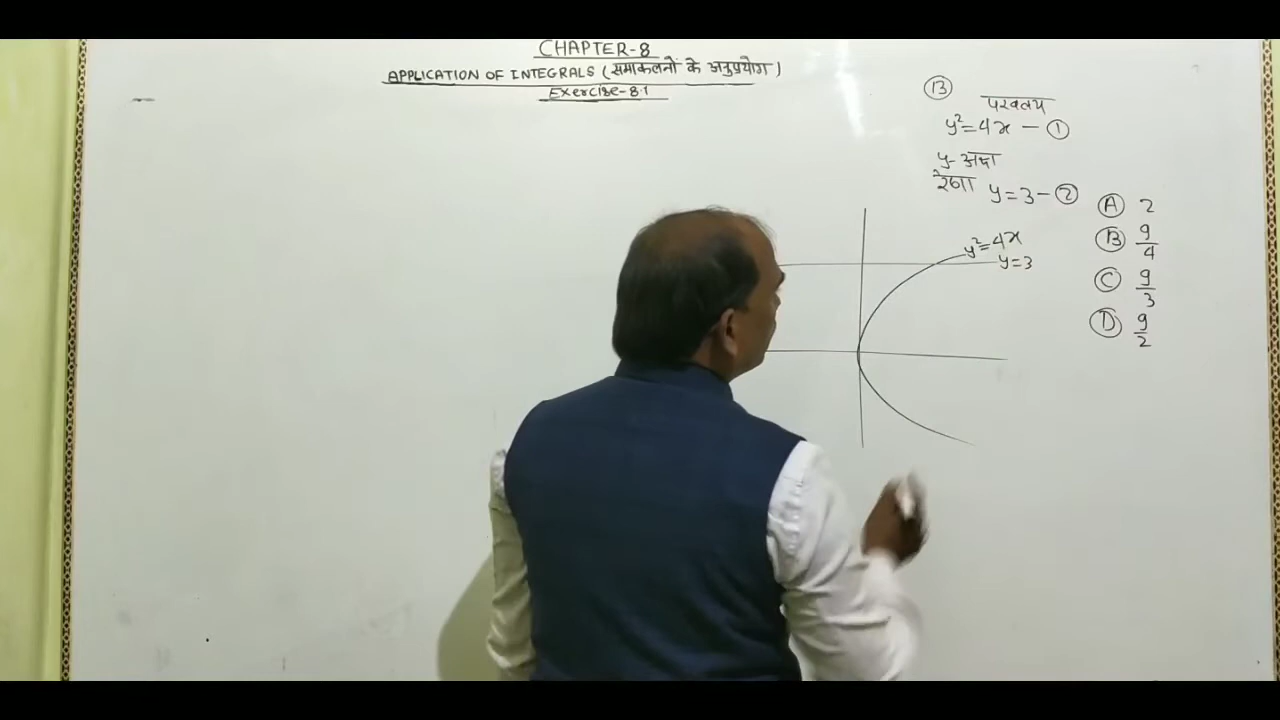 CHAPTER-8
APPLICATION OF INTEGRALS (समाकलनो के अनुप्रयोग)
Exercise-8.1
13
परवलय
y²=4x — ①
y-अक्ष
रेखा y=3 — ②
y²=4x
y=3
Ⓐ 2
Ⓑ 9/4
Ⓒ 9/3
Ⓓ 9/2